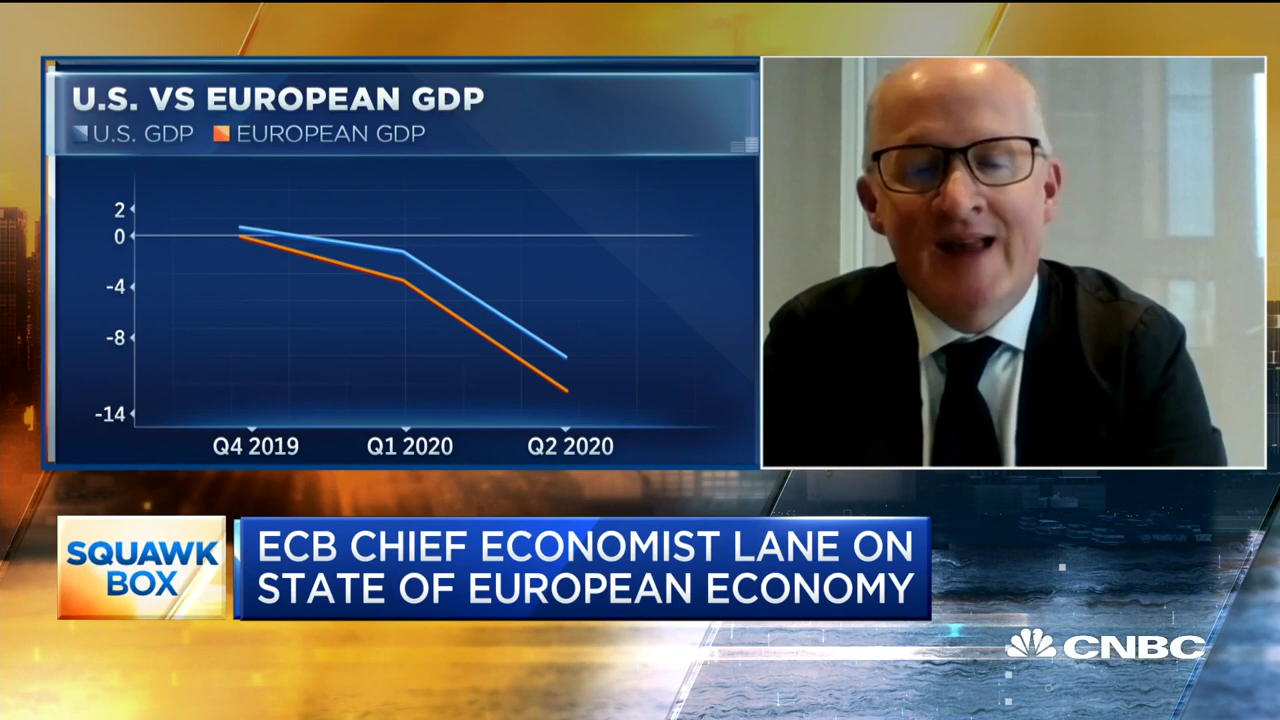 U.S. VS EUROPEAN GDP
U.S. GDP EUROPEAN GDP
2
0
-4
-8
-14
Q4 2019 Q1 2020 Q2 2020
SQUAWK
BOX
ECB CHIEF ECONOMIST LANE ON
STATE OF EUROPEAN ECONOMY
CNBC